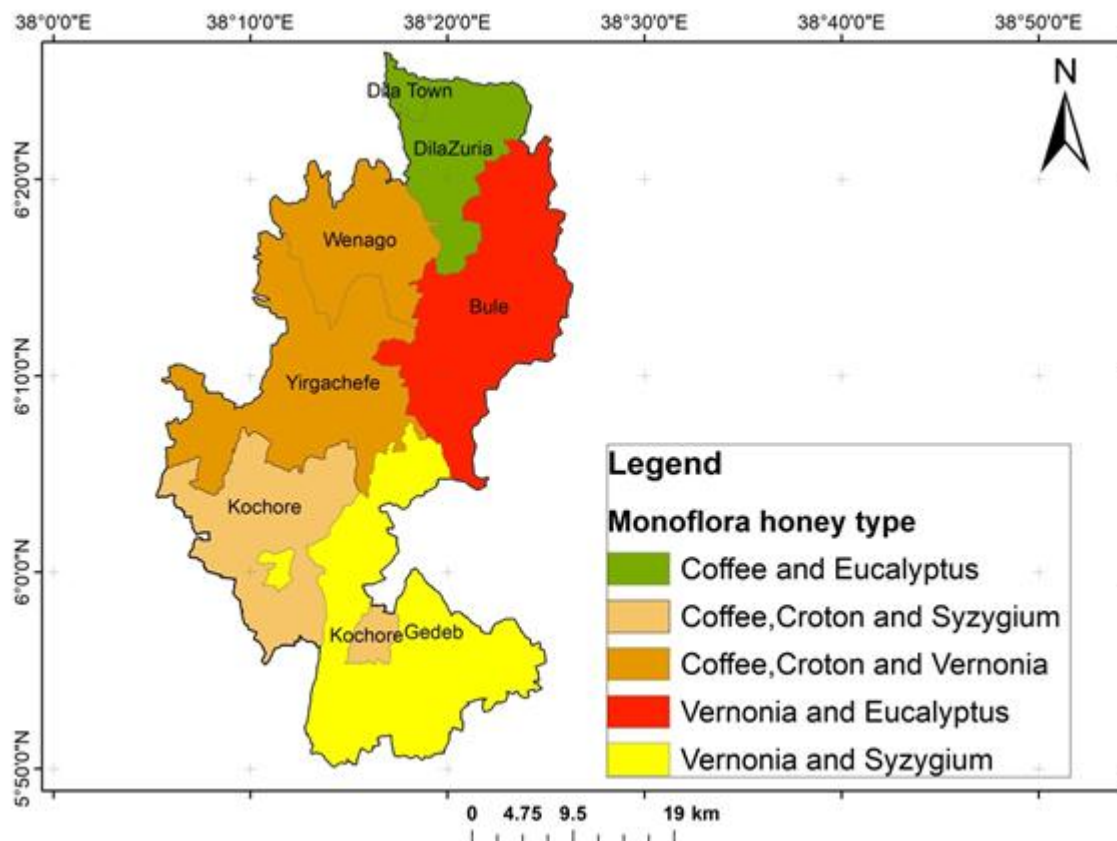 38°0'0"E 38°10'0"E 38°20'0"E 38°30'0"E 38°40'0"E 38°50'0"E
N
Dila Town
DilaZuria
6°20'0"N
Wenago
Bule
6°10'0"N
Yirgachefe
Legend
Monoflora honey type
Kochore
Coffee and Eucalyptus
6°0'0"N
Coffee,Croton and Syzygium
Kochore Gedeb
Coffee,Croton and Vernonia
Vernonia and Eucalyptus
Vernonia and Syzygium
5°50'0"N
0 4.75 9.5 19 km